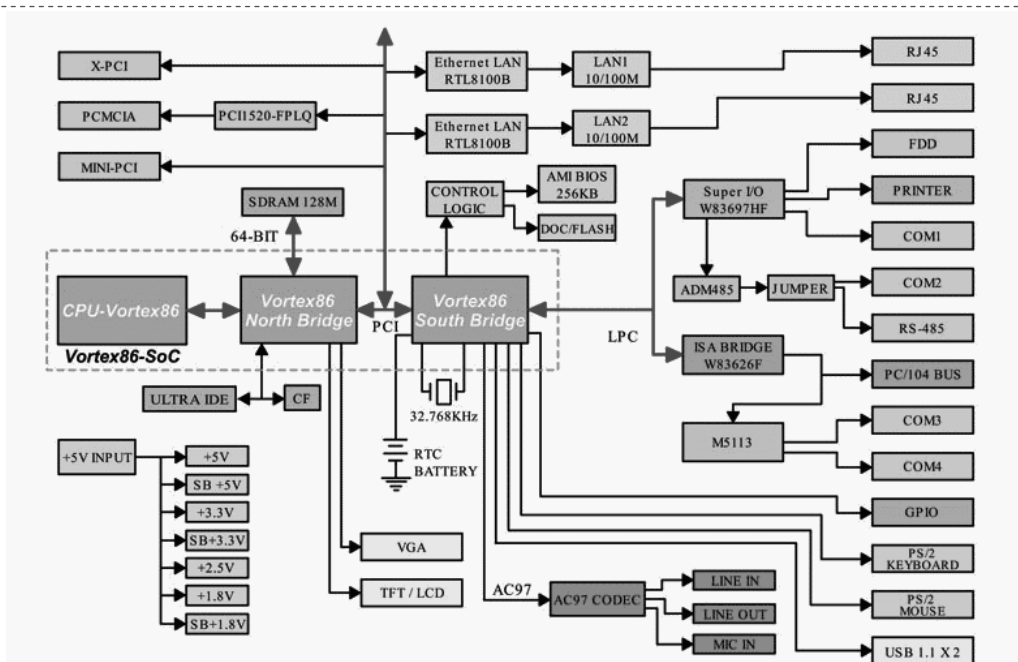 X-PCI
PCMCIA
PCI1520-FPLQ
MINI-PCI
Ethernet LAN
RTL8100B
LAN1
10/100M
RJ45
Ethernet LAN
RTL8100B
LAN2
10/100M
RJ45
SDRAM 128M
64-BIT
CONTROL
LOGIC
AMI BIOS
256KB
DOC/FLASH
Super I/O
W83697HF
FDD
PRINTER
COM1
ADM485
JUMPER
COM2
RS-485
CPU-Vortex86
Vortex86
North Bridge
PCI
Vortex86
South Bridge
Vortex86-SoC
LPC
ISA BRIDGE
W83626F
PC/104 BUS
M5113
COM3
COM4
ULTRA IDE
CF
32.768KHz
RTC
BATTERY
+5V INPUT
+5V
SB +5V
+3.3V
SB+3.3V
+2.5V
+1.8V
SB+1.8V
VGA
TFT / LCD
AC97
AC97 CODEC
LINE IN
LINE OUT
MIC IN
GPIO
PS/2
KEYBOARD
PS/2
MOUSE
USB 1.1 X 2